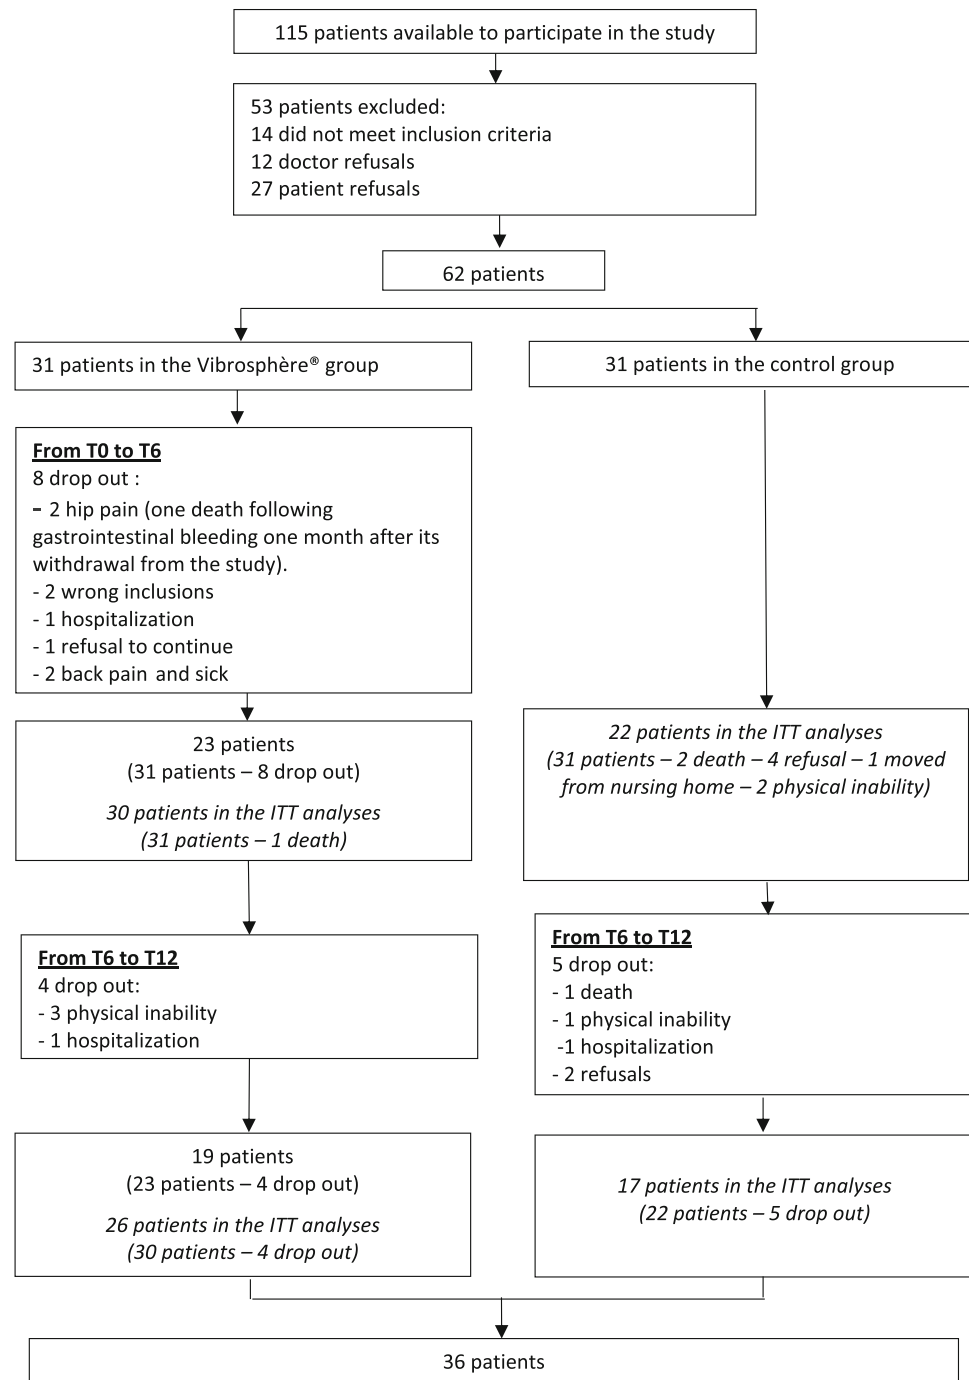 115 patients available to participate in the study
53 patients excluded:
14 did not meet inclusion criteria
12 doctor refusals
27 patient refusals
62 patients
31 patients in the Vibrosphère® group
31 patients in the control group
From T0 to T6
8 drop out :
- 2 hip pain (one death following
gastrointestinal bleeding one month after its
withdrawal from the study).
- 2 wrong inclusions
- 1 hospitalization
- 1 refusal to continue
- 2 back pain and sick
23 patients
(31 patients – 8 drop out)
30 patients in the ITT analyses
(31 patients – 1 death)
22 patients in the ITT analyses
(31 patients – 2 death – 4 refusal – 1 moved
from nursing home – 2 physical inability)
From T6 to T12
4 drop out:
- 3 physical inability
- 1 hospitalization
From T6 to T12
5 drop out:
- 1 death
- 1 physical inability
-1 hospitalization
- 2 refusals
19 patients
(23 patients – 4 drop out)
26 patients in the ITT analyses
(30 patients – 4 drop out)
17 patients in the ITT analyses
(22 patients – 5 drop out)
36 patients